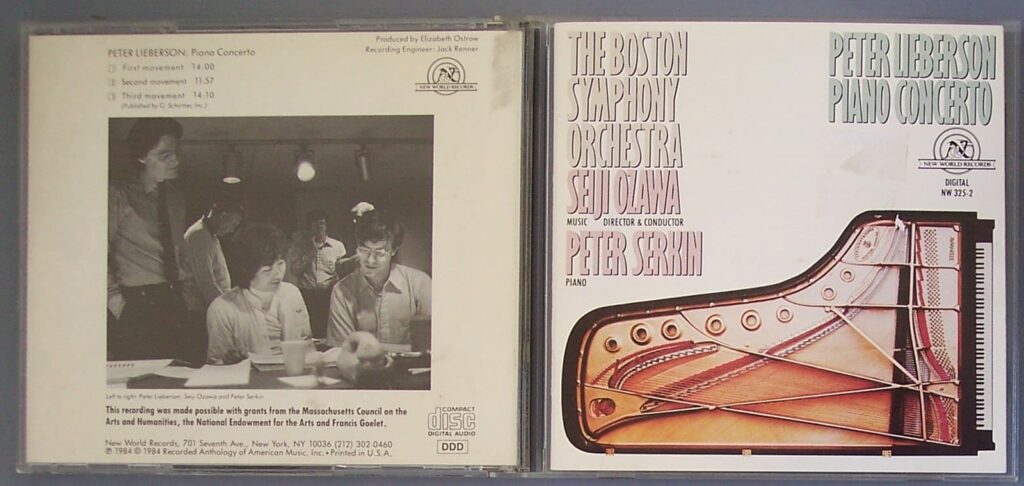 PETER LIEBERSON: Piano Concerto
1 First movement 14:00
2 Second movement 11:57
3 Third movement 14:10
(Published by G. Schirmer, Inc.)
Produced by Elizabeth Ostrow
Recording Engineer: Jack Renner
NEW WORLD RECORDS
Left to right: Peter Lieberson, Seiji Ozawa and Peter Serkin
This recording was made possible with grants from the Massachusetts Council on the
Arts and Humanities, the National Endowment for the Arts and Francis Goelet.
COMPACT
disc
DIGITAL AUDIO
DDD
New World Records, 701 Seventh Ave., New York, NY 10036 (212) 302-0460
℗ 1984 © 1984 Recorded Anthology of American Music, Inc. • Printed in U.S.A.
THE BOSTON
SYMPHONY
ORCHESTRA
SEIJI OZAWA
MUSIC DIRECTOR & CONDUCTOR
PETER SERKIN
PIANO
PETER LIEBERSON
PIANO CONCERTO
NEW WORLD RECORDS
DIGITAL
NW 325-2